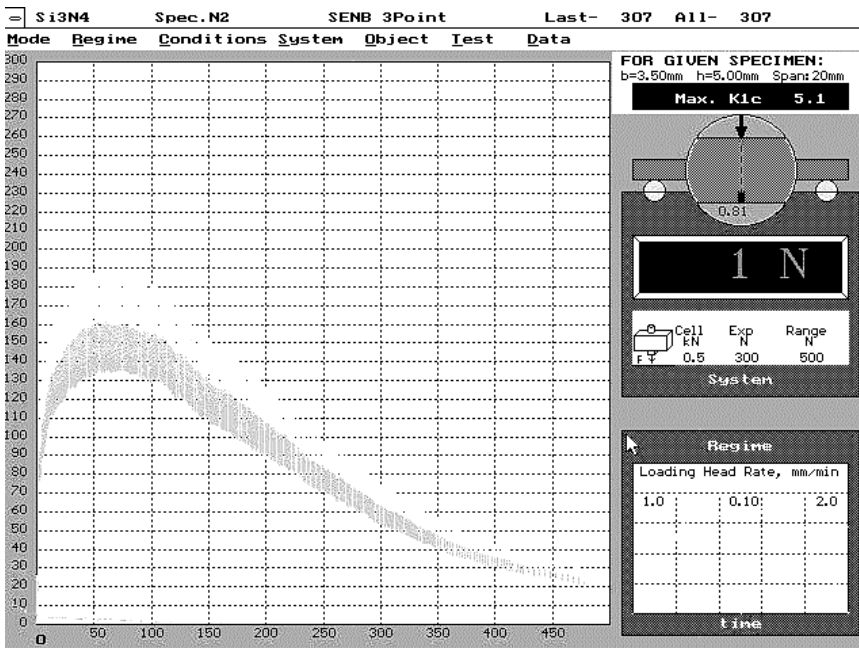 Si3N4 Spec.N2 SENB 3Point Last- 307 All- 307
Mode Regime Conditions System Object Test Data
300
290
280
270
260
250
240
230
220
210
200
190
180
170
160
150
140
130
120
110
100
90
80
70
60
50
40
30
20
10
0
0 50 100 150 200 250 300 350 400 450
FOR GIVEN SPECIMEN:
b=3.50mm h=5.00mm Span:20mm
Max. K1c 5.1
0.81
1 N
Cell Exp Range
kN N N
F 0.5 300 500
System
Regime
Loading Head Rate, mm/min
1.0 0.10 2.0
time